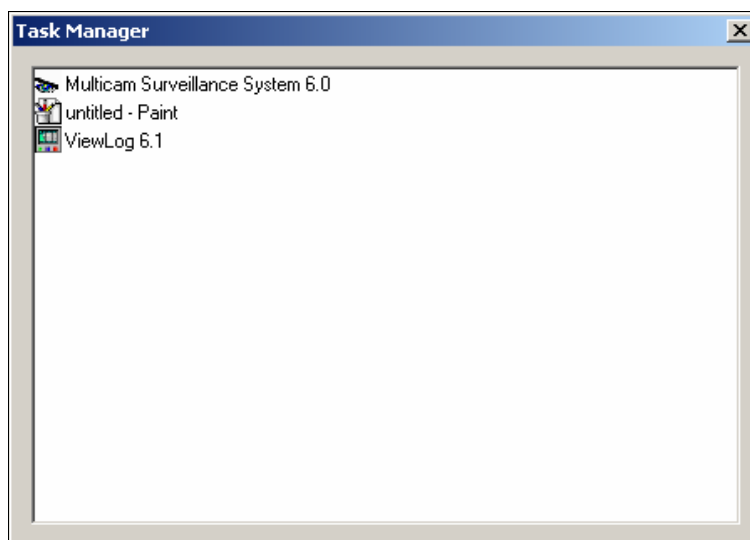 Task Manager
Multicam Surveillance System 6.0
untitled - Paint
ViewLog 6.1